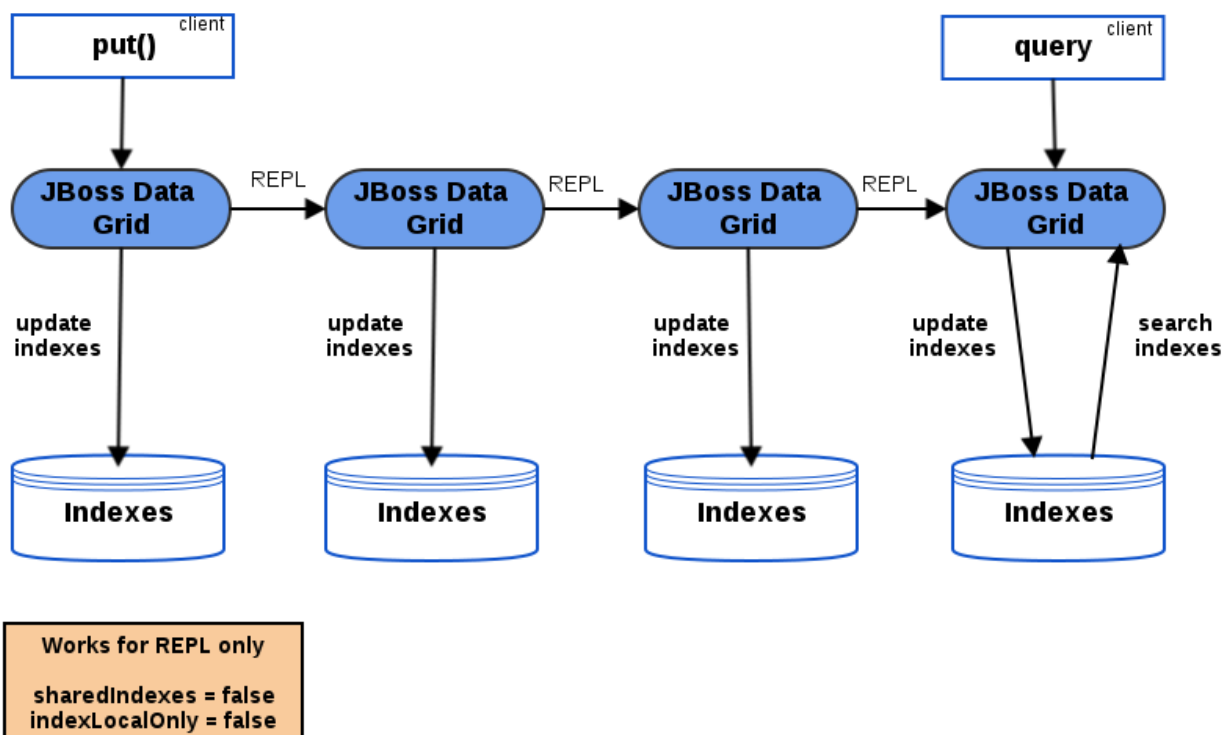 client
put()
client
query
JBoss Data
Grid
REPL
JBoss Data
Grid
REPL
JBoss Data
Grid
REPL
JBoss Data
Grid
update
indexes
update
indexes
update
indexes
update
indexes
search
indexes
Indexes
Indexes
Indexes
Indexes
Works for REPL only
sharedIndexes = false
indexLocalOnly = false